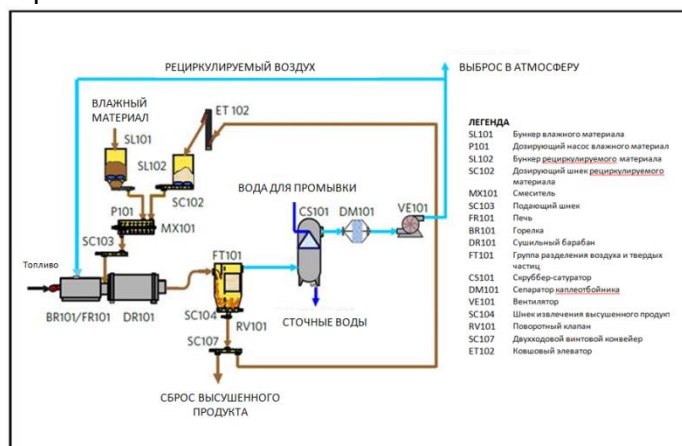 РЕЦИРКУЛИРУЕМЫЙ ВОЗДУХ
ВЫБРОС В АТМОСФЕРУ
ВЛАЖНЫЙ
МАТЕРИАЛ
ET 102
SL101
SL102
SC102
P101
MX101
SC103
Топливо
BR101/FR101
DR101
FT101
SC104
RV101
SC107
ВОДА ДЛЯ ПРОМЫВКИ
CS101
DM101
VE101
СТОЧНЫЕ ВОДЫ
СБРОС ВЫСУШЕННОГО
ПРОДУКТА
ЛЕГЕНДА
SL101 Бункер влажного материала
P101 Дозирующий насос влажного материал
SL102 Бункер рециркулируемого материала
SC102 Дозирующий шнек рециркулируемого
материала
MX101 Смеситель
SC103 Подающий шнек
FR101 Печь
BR101 Горелка
DR101 Сушильный барабан
FT101 Группа разделения воздуха и твердых
частиц
CS101 Скруббер-сатуратор
DM101 Сепаратор каплеотбойника
VE101 Вентилятор
SC104 Шнек извлечения высушенного продукп
RV101 Поворотный клапан
SC107 Двухходовой винтовой конвейер
ET102 Ковшовый элеватор